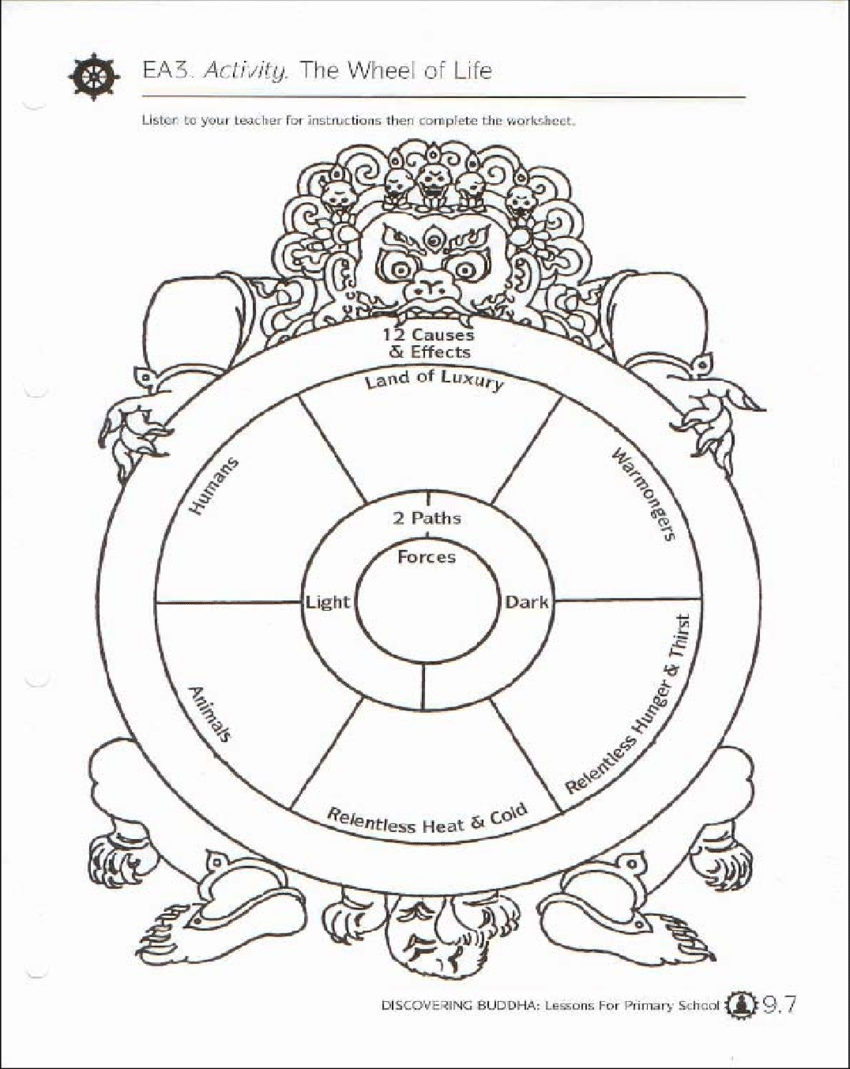 EA3. Activity. The Wheel of Life
Listen to your teacher for instructions then complete the worksheet.
12 Causes
& Effects
Land of Luxury
Humans
Warmongers
2 Paths
Forces
Light
Dark
Animals
Relentless Hunger & Thirst
Relentless Heat & Cold
DISCOVERING BUDDHA: Lessons For Primary School 9.7